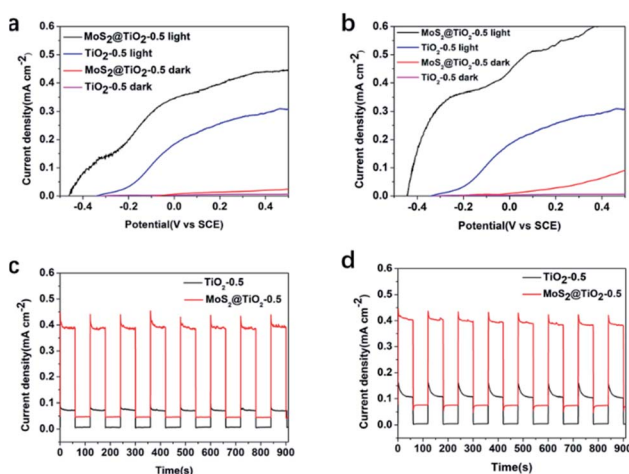 a
MoS₂@TiO₂-0.5 light
TiO₂-0.5 light
MoS₂@TiO₂-0.5 dark
TiO₂-0.5 dark
Current density(mA cm⁻²)
0.6
0.5
0.4
0.3
0.2
0.1
0.0
-0.4 -0.2 0.0 0.2 0.4
Potential(V vs SCE)
b
MoS₂@TiO₂-0.5 light
TiO₂-0.5 light
MoS₂@TiO₂-0.5 dark
TiO₂-0.5 dark
Current density(mA cm⁻²)
0.6
0.5
0.4
0.3
0.2
0.1
0.0
-0.4 -0.2 0.0 0.2 0.4
Potential(V vs SCE)
c
TiO₂-0.5
MoS₂@TiO₂-0.5
Current density(mA cm⁻²)
0.6
0.5
0.4
0.3
0.2
0.1
0.0
0 100 200 300 400 500 600 700 800 900
Time(s)
d
TiO₂-0.5
MoS₂@TiO₂-0.5
Current density(mA cm⁻²)
0.6
0.5
0.4
0.3
0.2
0.1
0.0
0 100 200 300 400 500 600 700 800 900
Time(s)